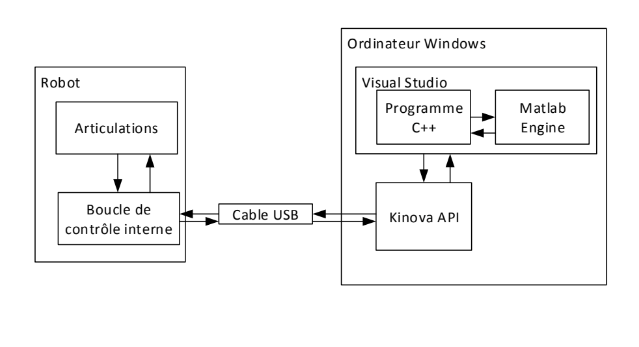 Ordinateur Windows
Robot
Visual Studio
Programme
C++
Matlab
Engine
Articulations
Boucle de
contrôle interne
Cable USB
Kinova API